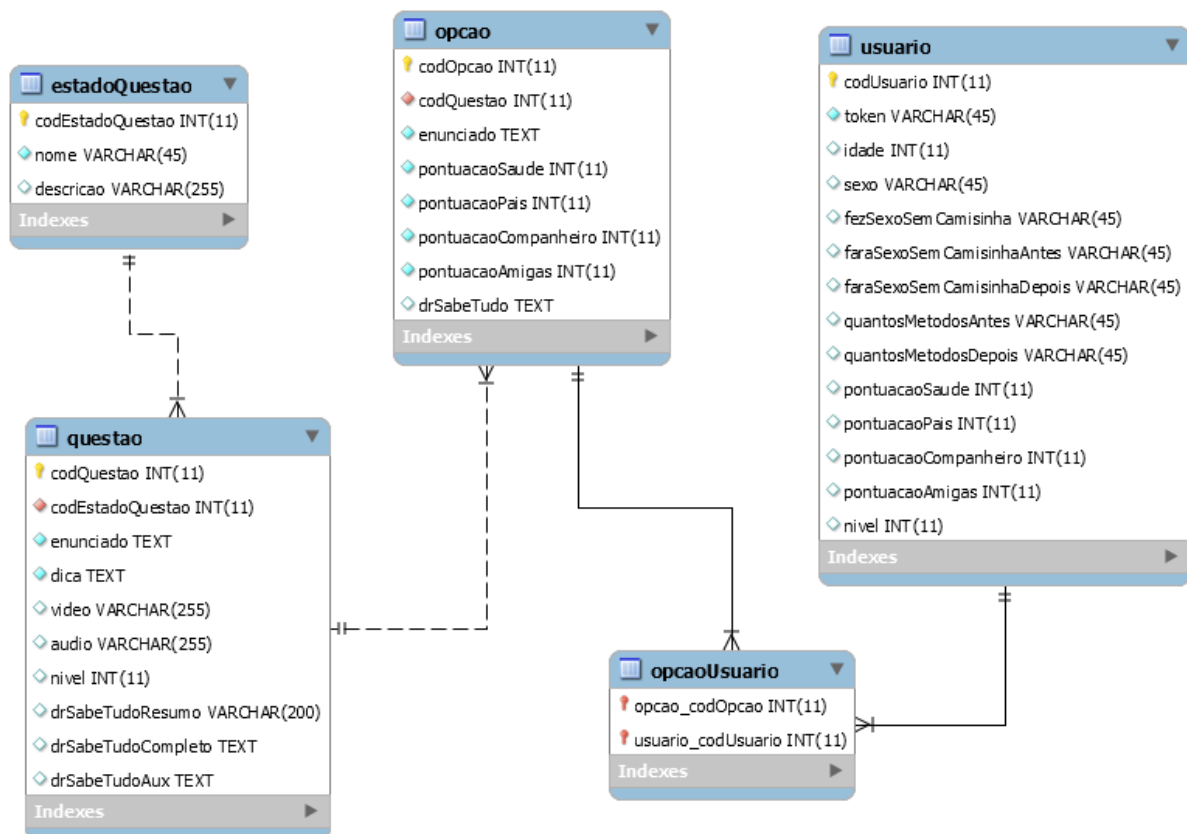 estadoQuestao
codEstadoQuestao INT(11)
nome VARCHAR(45)
descricao VARCHAR(255)
Indexes
opcao
codOpcao INT(11)
codQuestao INT(11)
enunciado TEXT
pontuacaoSaude INT(11)
pontuacaoPais INT(11)
pontuacaoCompanheiro INT(11)
pontuacaoAmigas INT(11)
drSabeTudo TEXT
Indexes
usuario
codUsuario INT(11)
token VARCHAR(45)
idade INT(11)
sexo VARCHAR(45)
fezSexoSemCamisinha VARCHAR(45)
faraSexoSemCamisinhaAntes VARCHAR(45)
faraSexoSemCamisinhaDepois VARCHAR(45)
quantosMetodosAntes VARCHAR(45)
quantosMetodosDepois VARCHAR(45)
pontuacaoSaude INT(11)
pontuacaoPais INT(11)
pontuacaoCompanheiro INT(11)
pontuacaoAmigas INT(11)
nivel INT(11)
Indexes
questao
codQuestao INT(11)
codEstadoQuestao INT(11)
enunciado TEXT
dica TEXT
video VARCHAR(255)
audio VARCHAR(255)
nivel INT(11)
drSabeTudoResumo VARCHAR(200)
drSabeTudoCompleto TEXT
drSabeTudoAux TEXT
Indexes
opcaoUsuario
opcao_codOpcao INT(11)
usuario_codUsuario INT(11)
Indexes